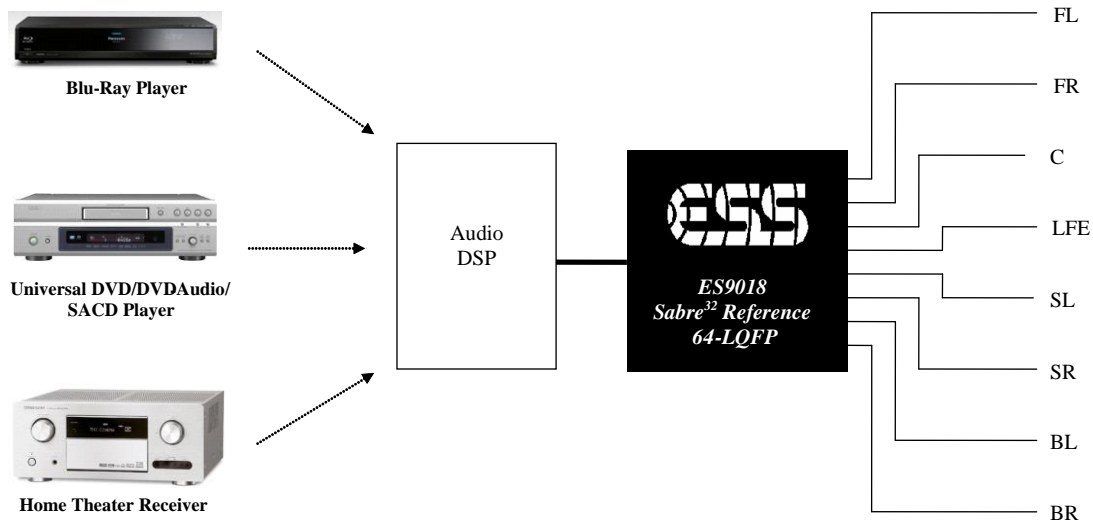 Blu-Ray Player
Universal DVD/DVDAudio/
SACD Player
Home Theater Receiver
Audio
DSP
ESS
ES9018
Sabre32 Reference
64-LQFP
FL
FR
C
LFE
SL
SR
BL
BR